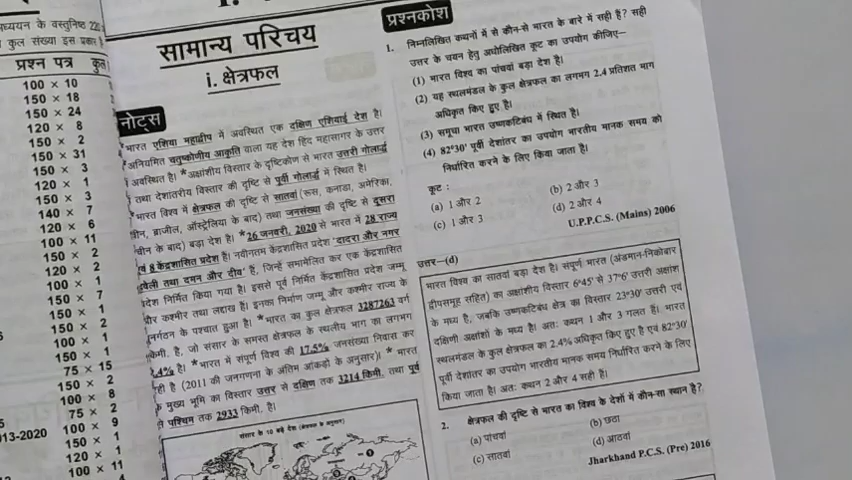 ध्ययन के वस्तुनिष्ठ
कुल संख्या इस प्रकार
प्रश्न पत्र कुल
100 × 10
150 × 18
150 × 24
120 × 8
150 × 2
150 × 31
150 × 3
120 × 1
150 × 3
140 × 7
120 × 6
100 × 11
150 × 2
120 × 2
100 × 1
150 × 7
150 × 1
150 × 2
100 × 1
150 × 1
75 × 15
150 × 2
100 × 8
75 × 2
013-2020 100 × 9
150 × 1
120 × 1
100 × 11
सामान्य परिचय
i. क्षेत्रफल
नोट्स
*भारत एशिया महाद्वीप में अवस्थित एक दक्षिण एशियाई देश है।
अनियमित चतुष्कोणीय आकृति वाला यह देश हिंद महासागर के उत्तर
अवस्थित है। *अक्षांशीय विस्तार के दृष्टिकोण से भारत उत्तरी गोलार्द्ध
तथा देशांतरीय विस्तार की दृष्टि से पूर्वी गोलार्द्ध में स्थित है।
*भारत विश्व में क्षेत्रफल की दृष्टि से सातवां (रूस, कनाडा, अमेरिका,
चीन, ब्राजील, ऑस्ट्रेलिया के बाद) तथा जनसंख्या की दृष्टि से दूसरा
चीन के बाद) बड़ा देश है। *26 जनवरी, 2020 से भारत में 28 राज्य
एवं 8 केंद्रशासित प्रदेश है। नवीनतम केंद्रशासित प्रदेश 'दादरा और नगर
हवेली तथा दमन और दीव' हैं, जिन्हें समामेलित कर एक केंद्रशासित
प्रदेश निर्मित किया गया है। इससे पूर्व निर्मित केंद्रशासित प्रदेश जम्मू
और कश्मीर तथा लद्दाख हैं। इनका निर्माण जम्मू और कश्मीर राज्य के
पुनर्गठन के पश्चात हुआ है। *भारत का कुल क्षेत्रफल 3287263 वर्ग
किमी. है, जो संसार के समस्त क्षेत्रफल के स्थलीय भाग का लगभग
2.4% है। *भारत में संपूर्ण विश्व की 17.5% जनसंख्या निवास कर
रही है (2011 की जनगणना के अंतिम आंकड़ों के अनुसार)। * भारत
के मुख्य भूमि का विस्तार उत्तर से दक्षिण तक 3214 किमी. तथा पूर्व
से पश्चिम तक 2933 किमी. है।
संसार के 10 बड़े देश (क्षेत्रफल के अनुसार)
प्रश्नकोश
1. निम्नलिखित कथनों में से कौन-से भारत के बारे में सही हैं? सही
उत्तर के चयन हेतु अधोलिखित कूट का उपयोग कीजिए—
(1) भारत विश्व का पांचवां बड़ा देश है।
(2) यह स्थलमंडल के कुल क्षेत्रफल का लगभग 2.4 प्रतिशत भाग
अधिकृत किए हुए है।
(3) समूचा भारत उष्णकटिबंध में स्थित है।
(4) 82°30' पूर्वी देशांतर का उपयोग भारतीय मानक समय को
निर्धारित करने के लिए किया जाता है।
कूट :
(a) 1 और 2 (b) 2 और 3
(c) 1 और 3 (d) 2 और 4
U.P.P.C.S. (Mains) 2006
उत्तर—(d)
भारत विश्व का सातवां बड़ा देश है। संपूर्ण भारत (अंडमान-निकोबार
द्वीपसमूह सहित) का अक्षांशीय विस्तार 6°45' से 37°6' उत्तरी अक्षांश
के मध्य है, जबकि उष्णकटिबंध क्षेत्र का विस्तार 23°30' उत्तरी एवं
दक्षिणी अक्षांशों के मध्य है। अतः कथन 1 और 3 गलत हैं। भारत
स्थलमंडल के कुल क्षेत्रफल का 2.4% अधिकृत किए हुए है एवं 82°30'
पूर्वी देशांतर का उपयोग भारतीय मानक समय निर्धारित करने के लिए
किया जाता है। अतः कथन 2 और 4 सही हैं।
2. क्षेत्रफल की दृष्टि से भारत का विश्व के देशों में कौन-सा स्थान है?
(a) पांचवां (b) छठा
(c) सातवां (d) आठवां
Jharkhand P.C.S. (Pre) 2016